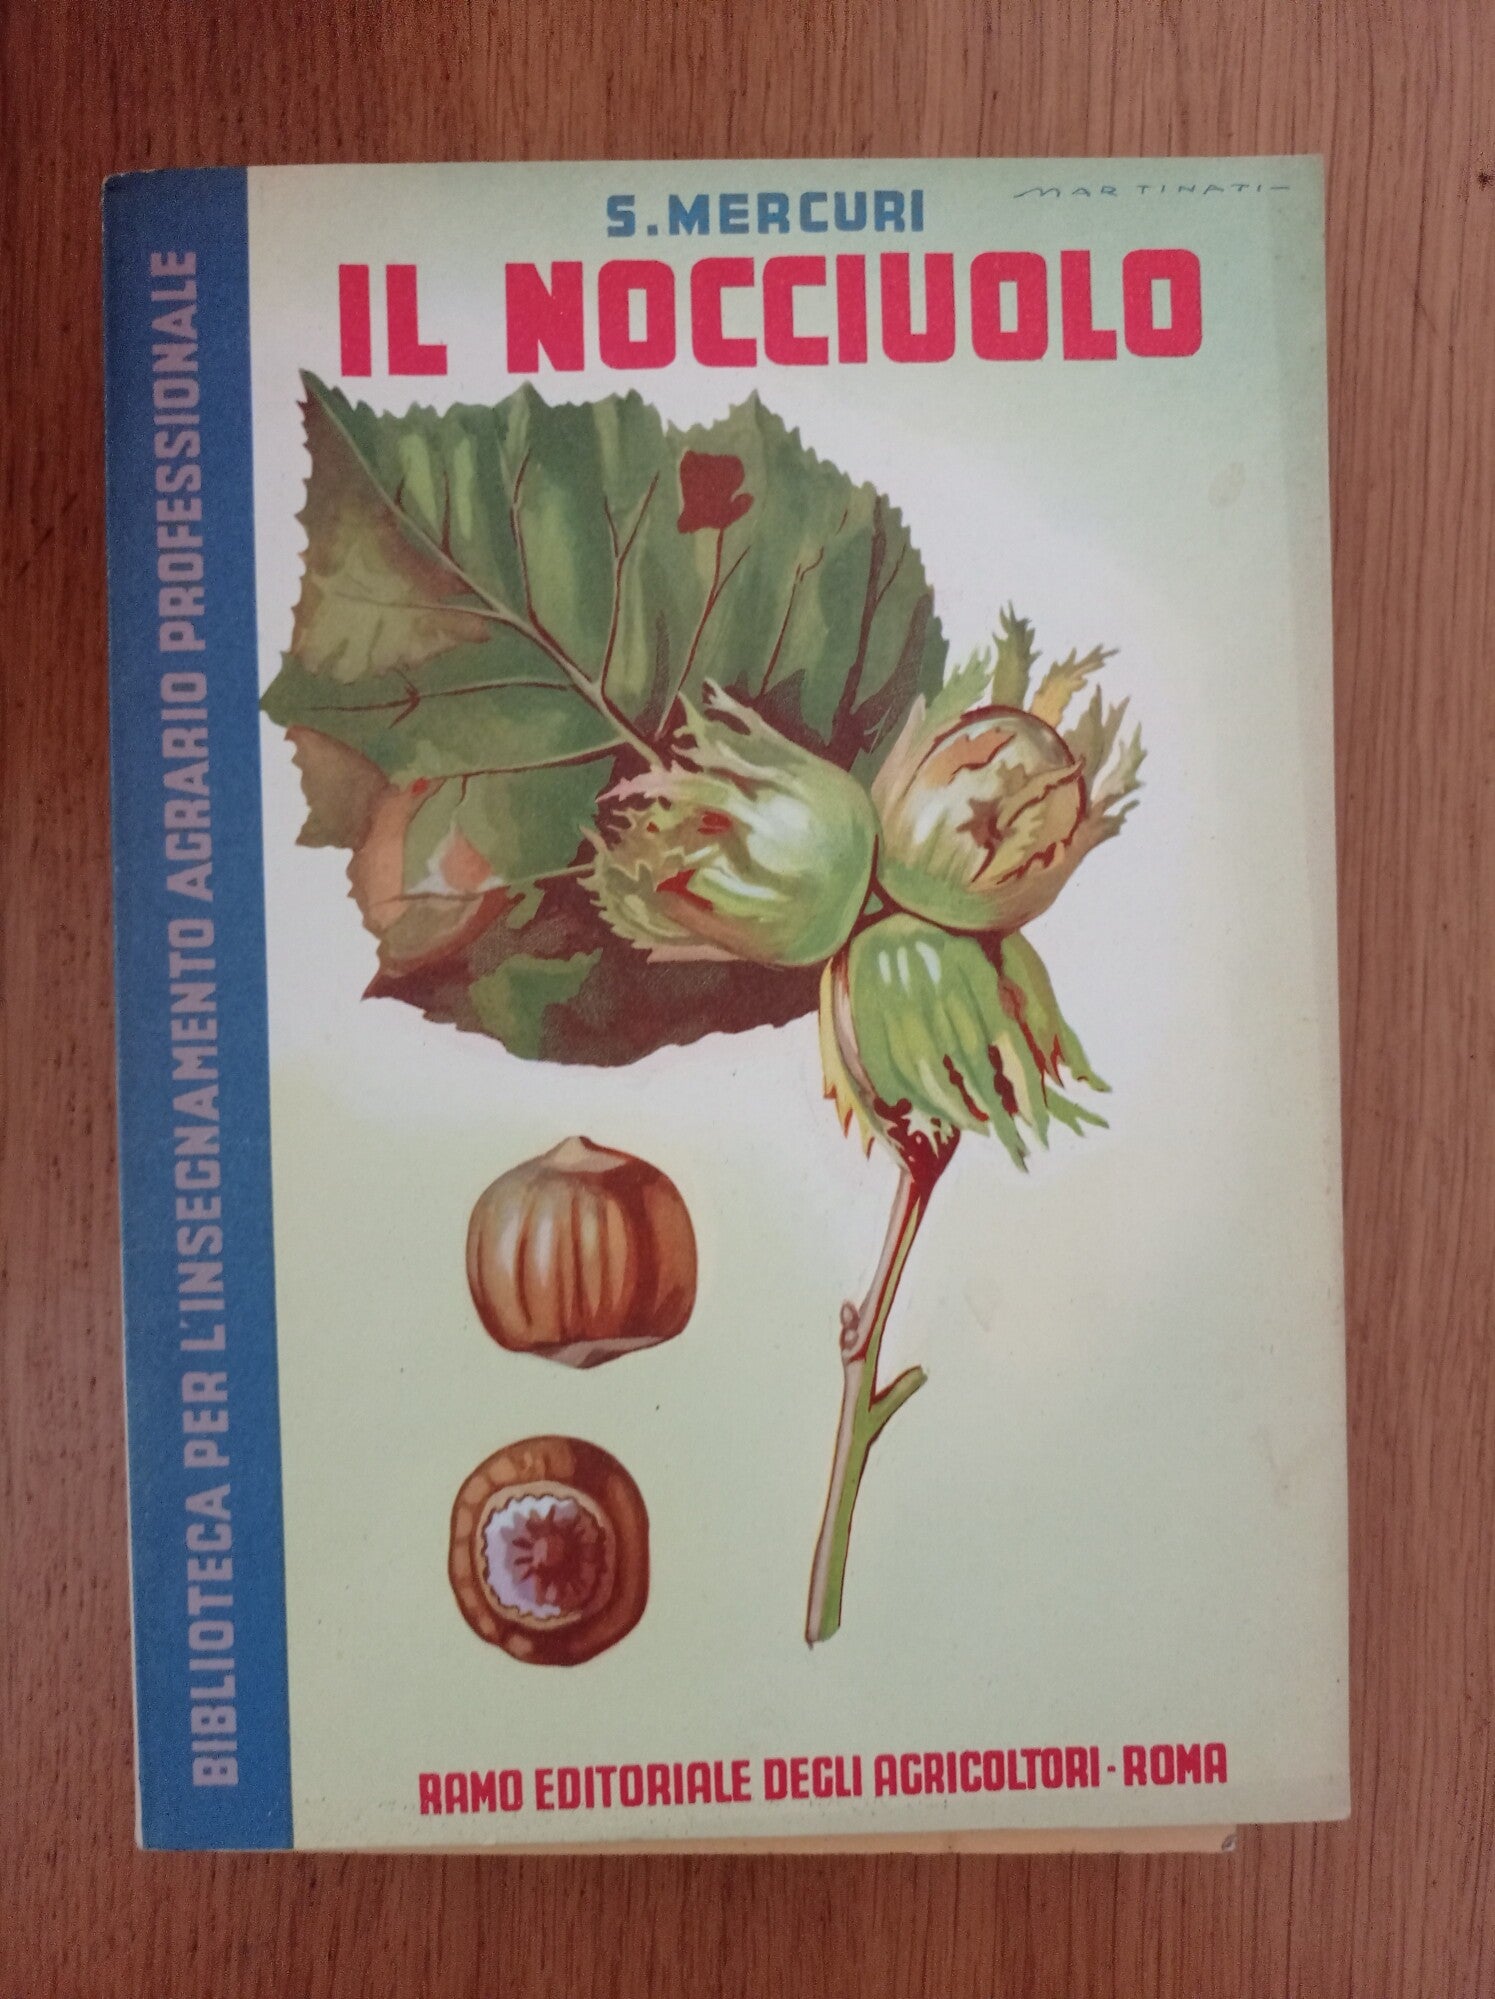 MARTINATI
S. MERCURI
IL NOCCIUOLO
BIBLIOTECA PER L'INSEGNAMENTO AGRARIO PROFESSIONALE
RAMO EDITORIALE DEGLI AGRICOLTORI - ROMA